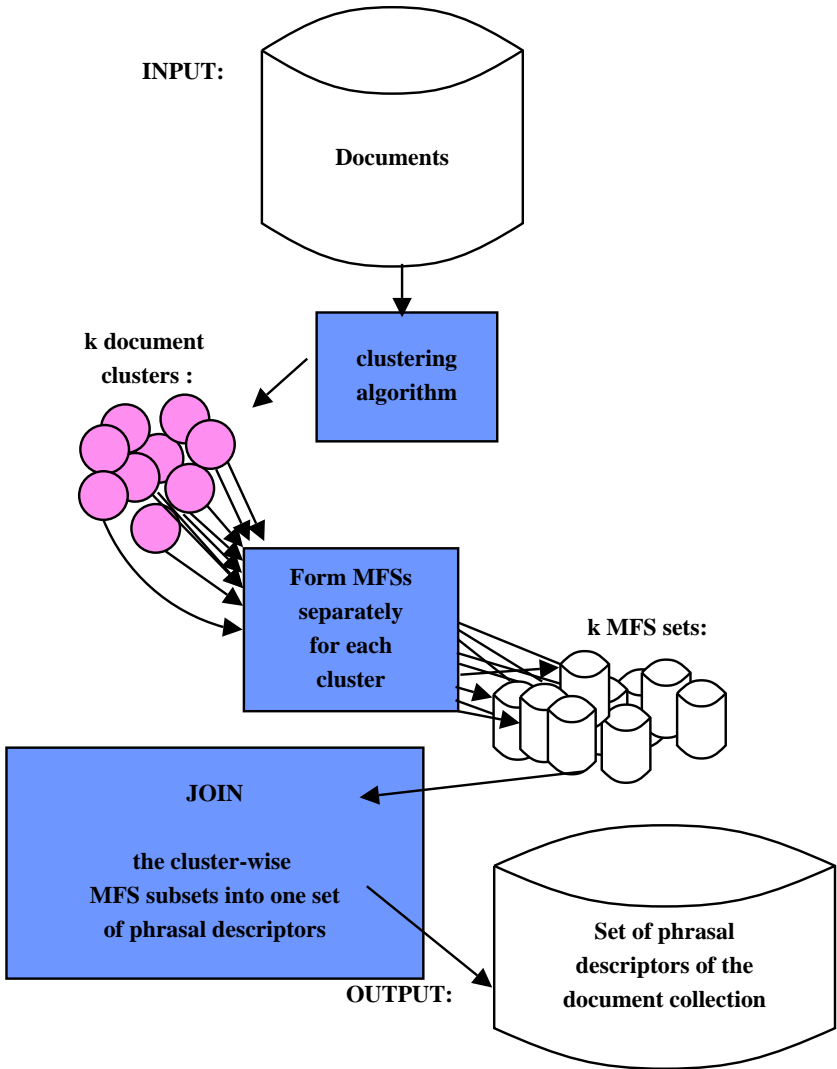 INPUT:
Documents
clustering
algorithm
k document
clusters :
Form MFSs
separately
for each
cluster
k MFS sets:
JOIN
the cluster-wise
MFS subsets into one set
of phrasal descriptors
OUTPUT:
Set of phrasal
descriptors of the
document collection